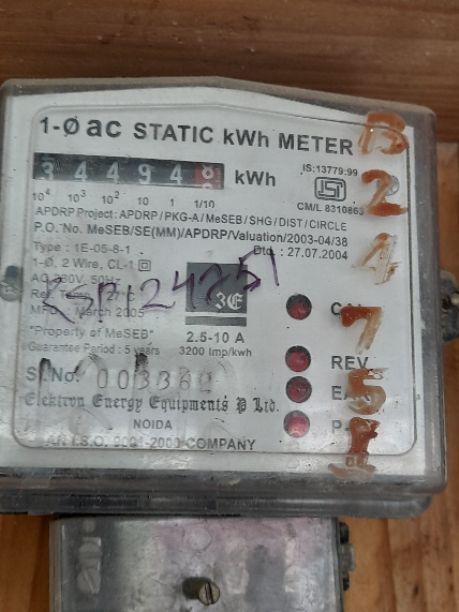 1-Ø ac STATIC kWh METER
3 4 4 9 4 8 kWh
IS:13779:99
10⁴ 10³ 10² 10 1 1/10
CM/L 8310863
APDRP Project: APDRP / PKG-A / MeSEB / SHG / DIST / CIRCLE
P.O. No. MeSEB/SE(MM)/APDRP/Valuation/2003-04/38
Dtd : 27.07.2004
Type : 1E-05-8-1
1-Ø, 2 Wire, CL-1
AC 230V, 50Hz
27°C
March 2005
"Property of MeSEB"
Guarantee Period : 5 years
3E
2.5-10 A
3200 Imp/kwh
CAL
REV
Sl. No.
Elektron Energy Equipments P Ltd.
NOIDA
AN I.S.O. 9001-2000 COMPANY
B
2
4
7
5
1